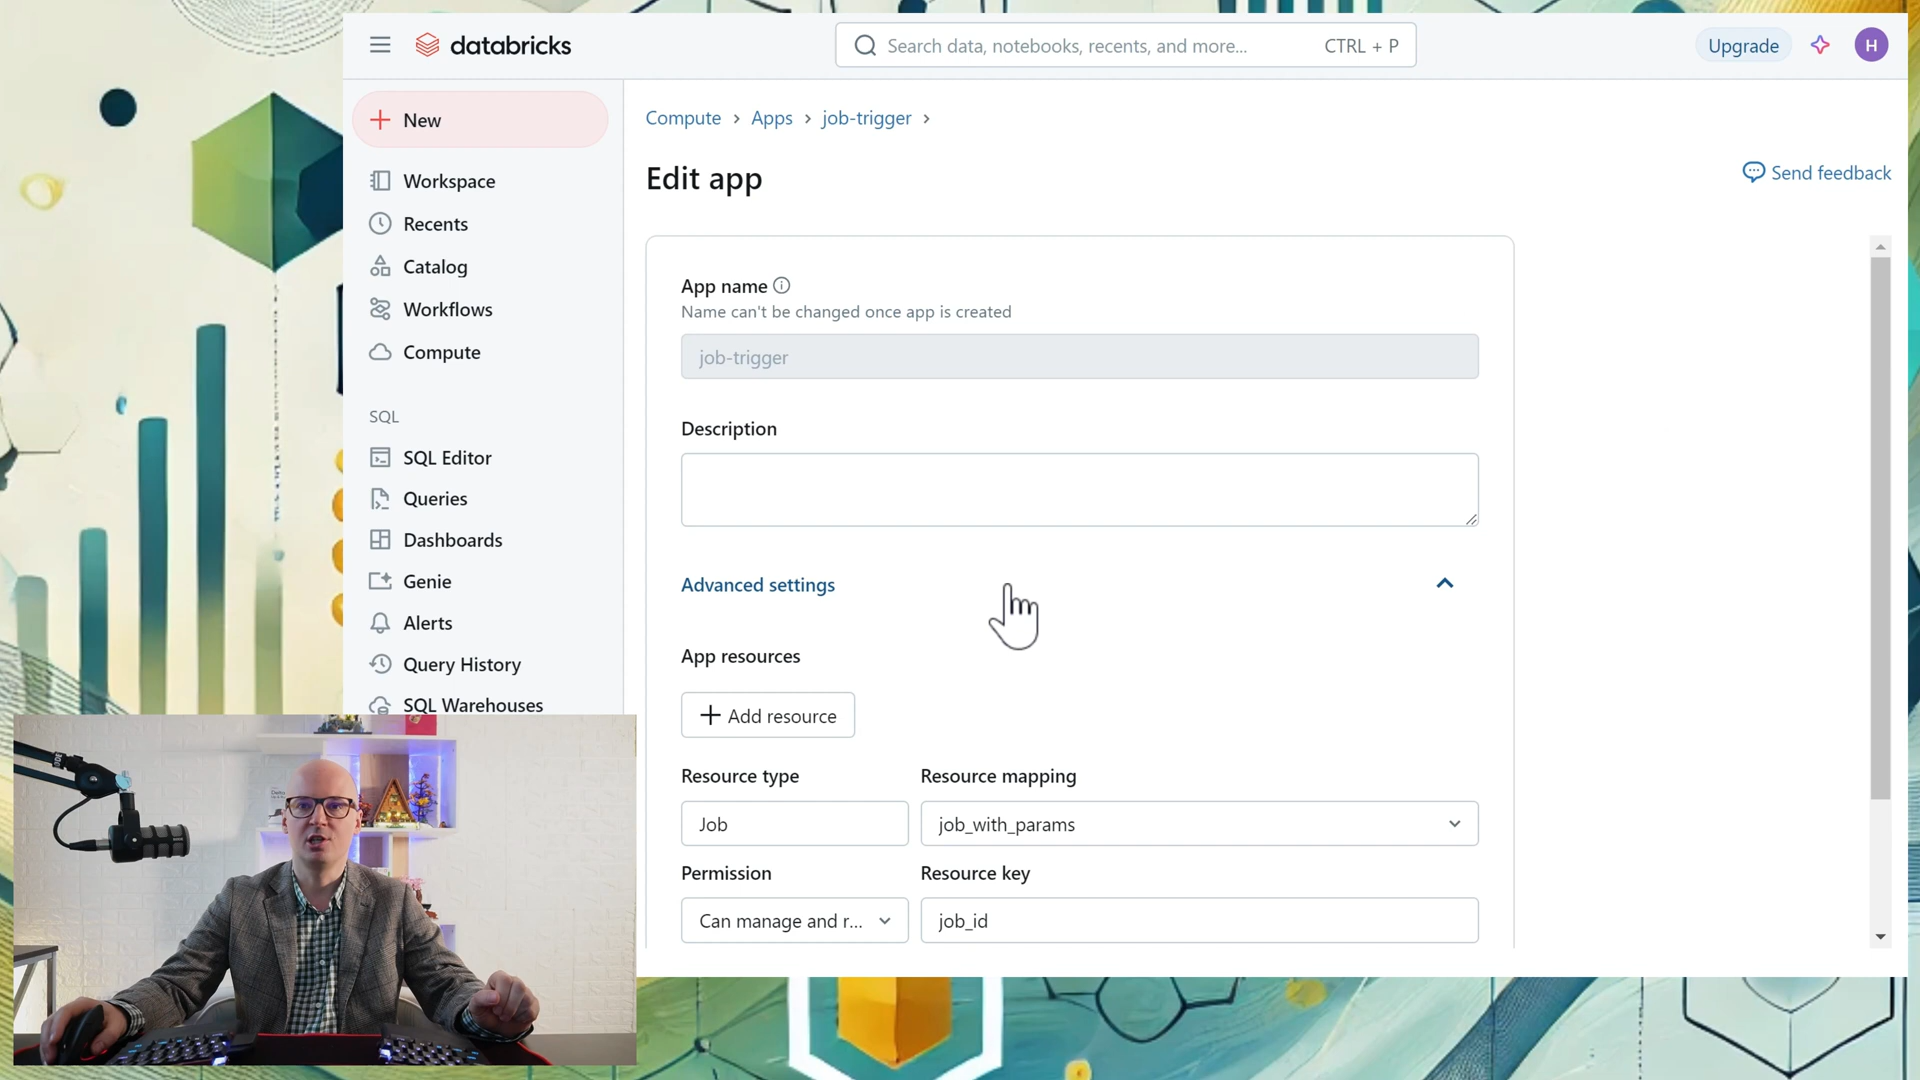 databricks
Search data, notebooks, recents, and more...
CTRL + P
Upgrade
H
New
Workspace
Recents
Catalog
Workflows
Compute
SQL
SQL Editor
Queries
Dashboards
Genie
Alerts
Query History
SQL Warehouses
Compute > Apps > job-trigger >
Edit app
Send feedback
App name
Name can't be changed once app is created
job-trigger
Description
Advanced settings
App resources
+ Add resource
Resource type
Resource mapping
Job
job_with_params
Permission
Resource key
Can manage and r...
job_id